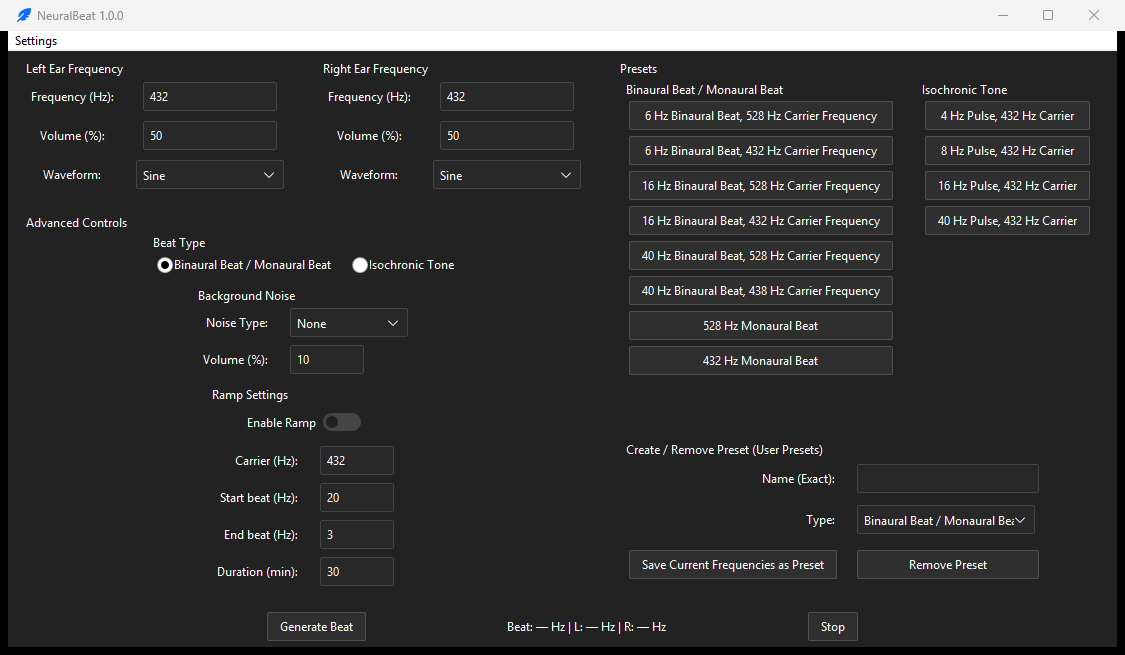 NeuralBeat 1.0.0
Settings
Left Ear Frequency
Frequency (Hz): 432
Volume (%): 50
Waveform: Sine
Right Ear Frequency
Frequency (Hz): 432
Volume (%): 50
Waveform: Sine
Advanced Controls
Beat Type
Binaural Beat / Monaural Beat Isochronic Tone
Background Noise
Noise Type: None
Volume (%): 10
Ramp Settings
Enable Ramp
Carrier (Hz): 432
Start beat (Hz): 20
End beat (Hz): 3
Duration (min): 30
Presets
Binaural Beat / Monaural Beat
6 Hz Binaural Beat, 528 Hz Carrier Frequency
6 Hz Binaural Beat, 432 Hz Carrier Frequency
16 Hz Binaural Beat, 528 Hz Carrier Frequency
16 Hz Binaural Beat, 432 Hz Carrier Frequency
40 Hz Binaural Beat, 528 Hz Carrier Frequency
40 Hz Binaural Beat, 438 Hz Carrier Frequency
528 Hz Monaural Beat
432 Hz Monaural Beat
Isochronic Tone
4 Hz Pulse, 432 Hz Carrier
8 Hz Pulse, 432 Hz Carrier
16 Hz Pulse, 432 Hz Carrier
40 Hz Pulse, 432 Hz Carrier
Create / Remove Preset (User Presets)
Name (Exact):
Type: Binaural Beat / Monaural Bea
Save Current Frequencies as Preset Remove Preset
Generate Beat Beat: — Hz | L: — Hz | R: — Hz Stop